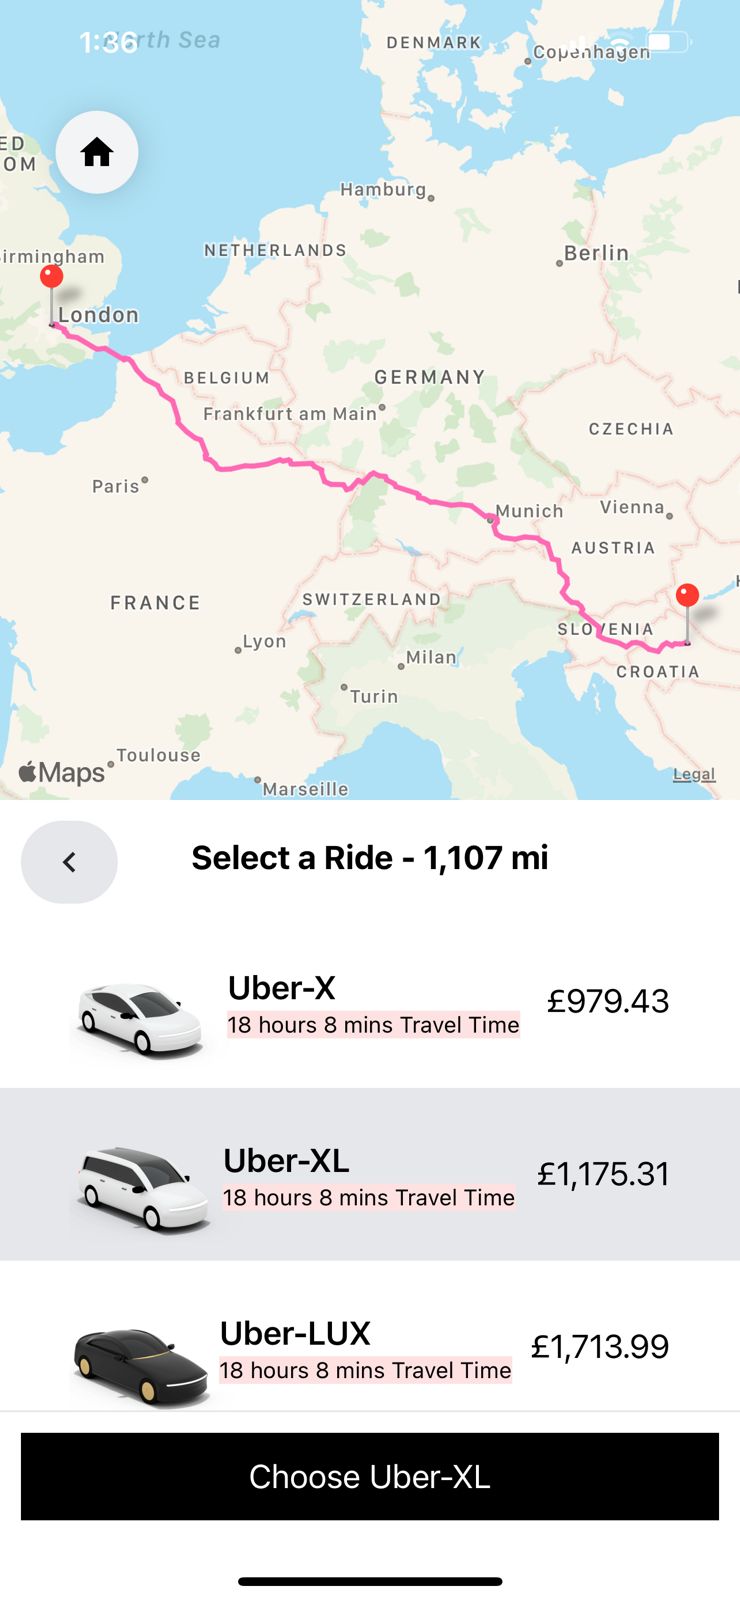 1:36
North Sea
DENMARK
Copenhagen
ED
OM
Hamburg
irmingham
NETHERLANDS
Berlin
London
BELGIUM
GERMANY
Frankfurt am Main
CZECHIA
Paris
Munich
Vienna
AUSTRIA
FRANCE
SWITZERLAND
SLOVENIA
Lyon
Milan
CROATIA
Turin
Toulouse
Maps
Legal
Marseille
Select a Ride - 1,107 mi
Uber-X
£979.43
18 hours 8 mins Travel Time
Uber-XL
£1,175.31
18 hours 8 mins Travel Time
Uber-LUX
£1,713.99
18 hours 8 mins Travel Time
Choose Uber-XL